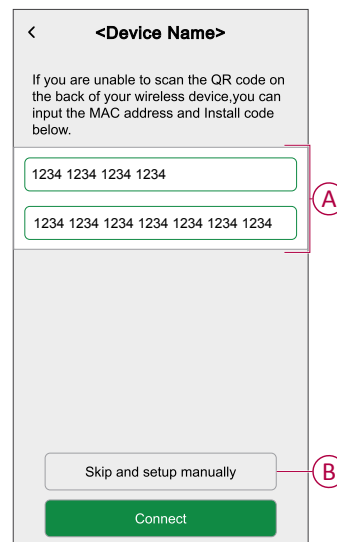 <Device Name>
If you are unable to scan the QR code on
the back of your wireless device,you can
input the MAC address and Install code
below.
1234 1234 1234 1234
A
1234 1234 1234 1234 1234 1234 1234
Skip and setup manually
B
Connect